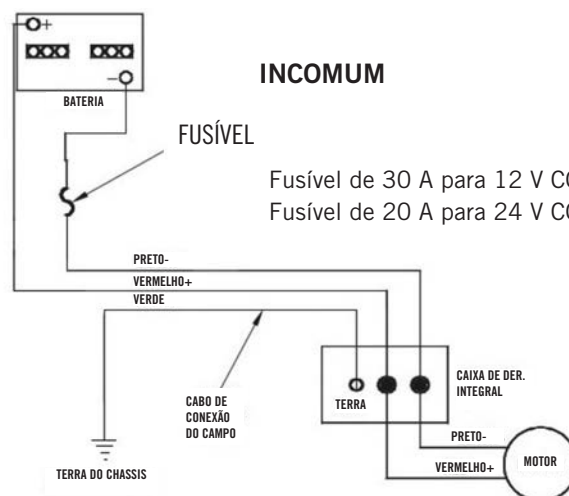 +
INCOMUM
−
BATERIA
FUSÍVEL
Fusível de 30 A para 12 V
Fusível de 20 A para 24 V
PRETO-
VERMELHO+
VERDE
CABO DE
CONEXÃO
DO CAMPO
TERRA
CAIXA DE DER.
INTEGRAL
PRETO-
VERMELHO+
MOTOR
TERRA DO CHASSIS